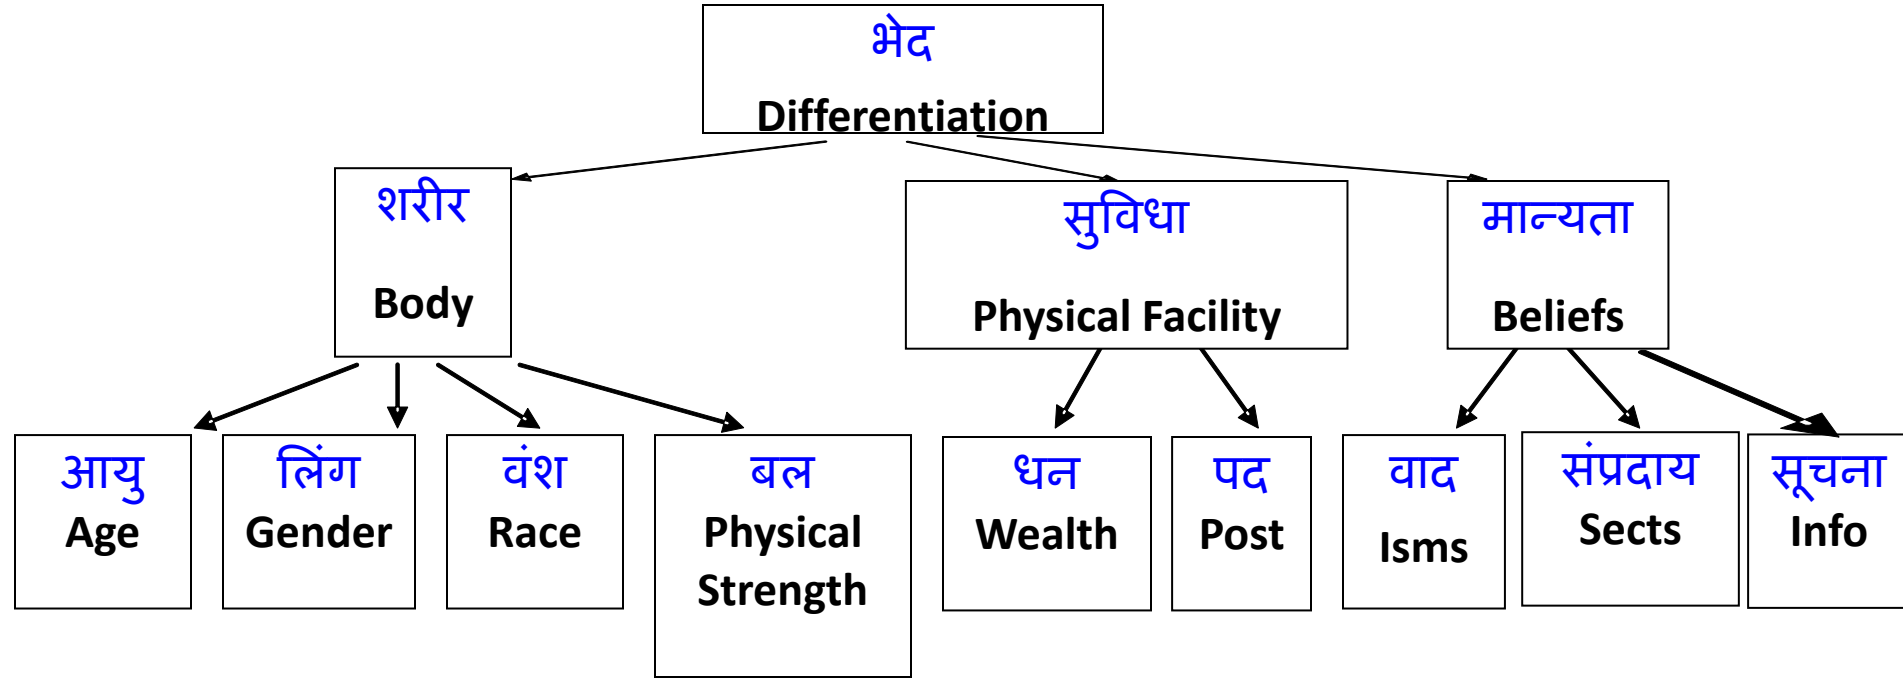 भेद
Differentiation
शरीर
Body
सुविधा
Physical Facility
मान्यता
Beliefs
आयु
Age
लिंग
Gender
वंश
Race
बल
Physical
Strength
धन
Wealth
पद
Post
वाद
Isms
संप्रदाय
Sects
सूचना
Info